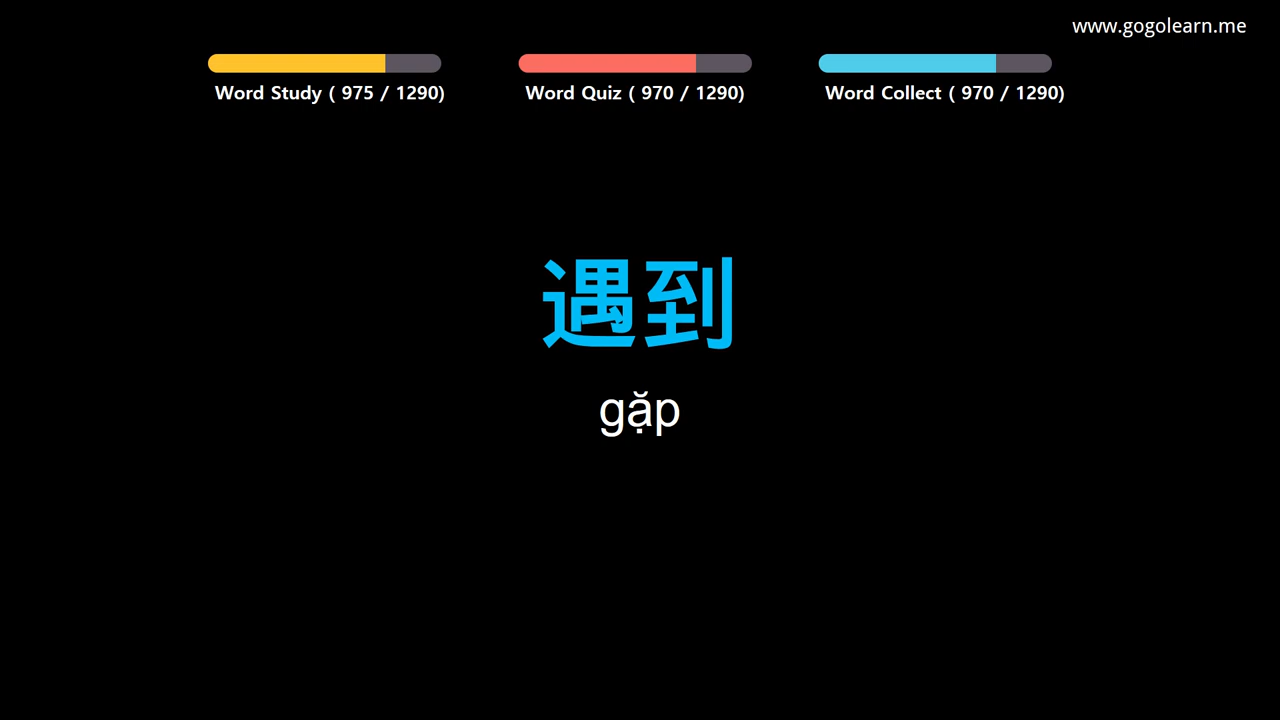 www.gogolearn.me
Word Study ( 975 / 1290)
Word Quiz ( 970 / 1290)
Word Collect ( 970 / 1290)
遇到
gặp